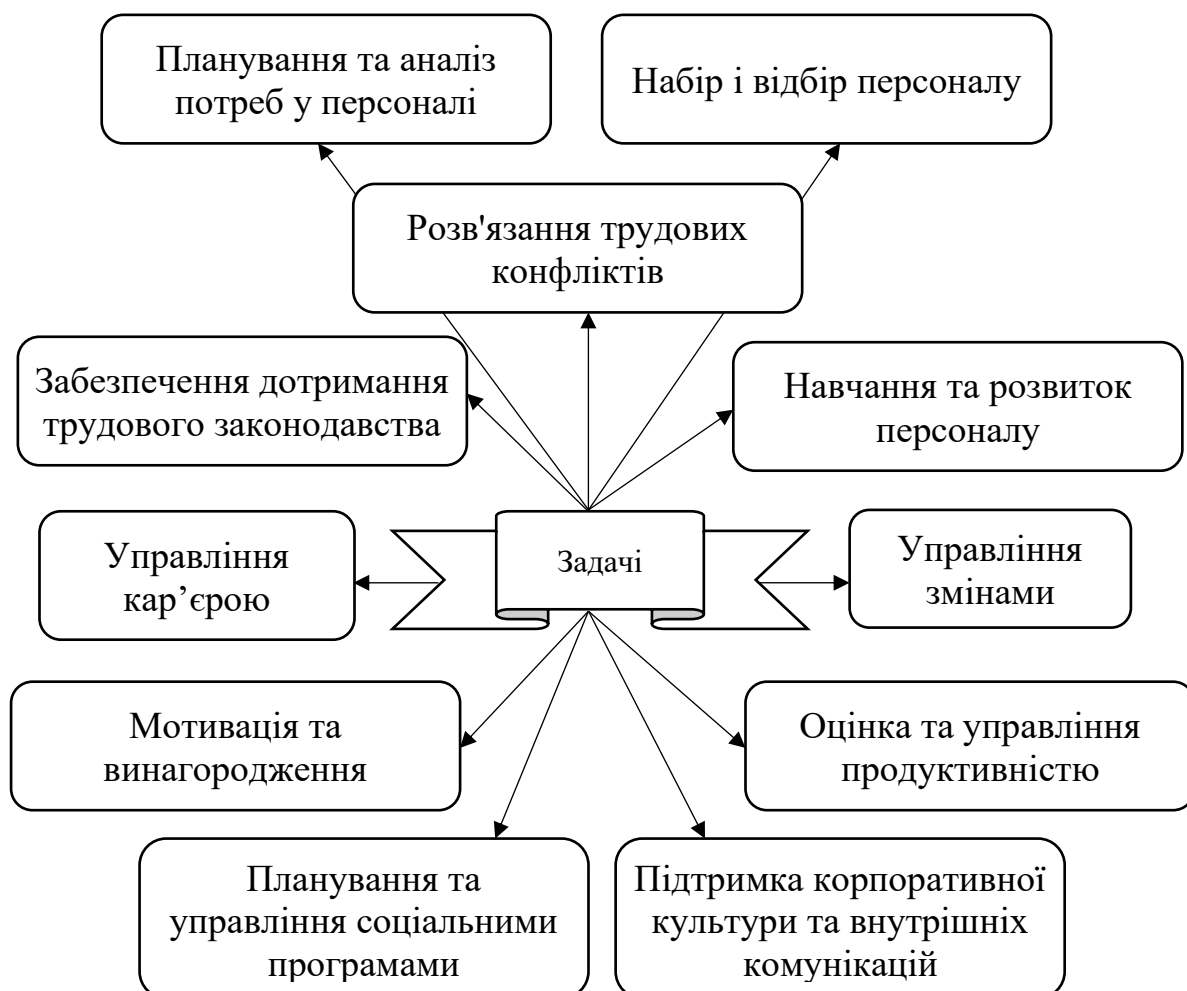 Планування та аналіз
потреб у персоналі
Набір і відбір персоналу
Розв'язання трудових
конфліктів
Забезпечення дотримання
трудового законодавства
Навчання та розвиток
персоналу
Управління
кар’єрою
Задачі
Управління
змінами
Мотивація та
винагородження
Оцінка та управління
продуктивністю
Планування та
управління соціальними
програмами
Підтримка корпоративної
культури та внутрішніх
комунікацій